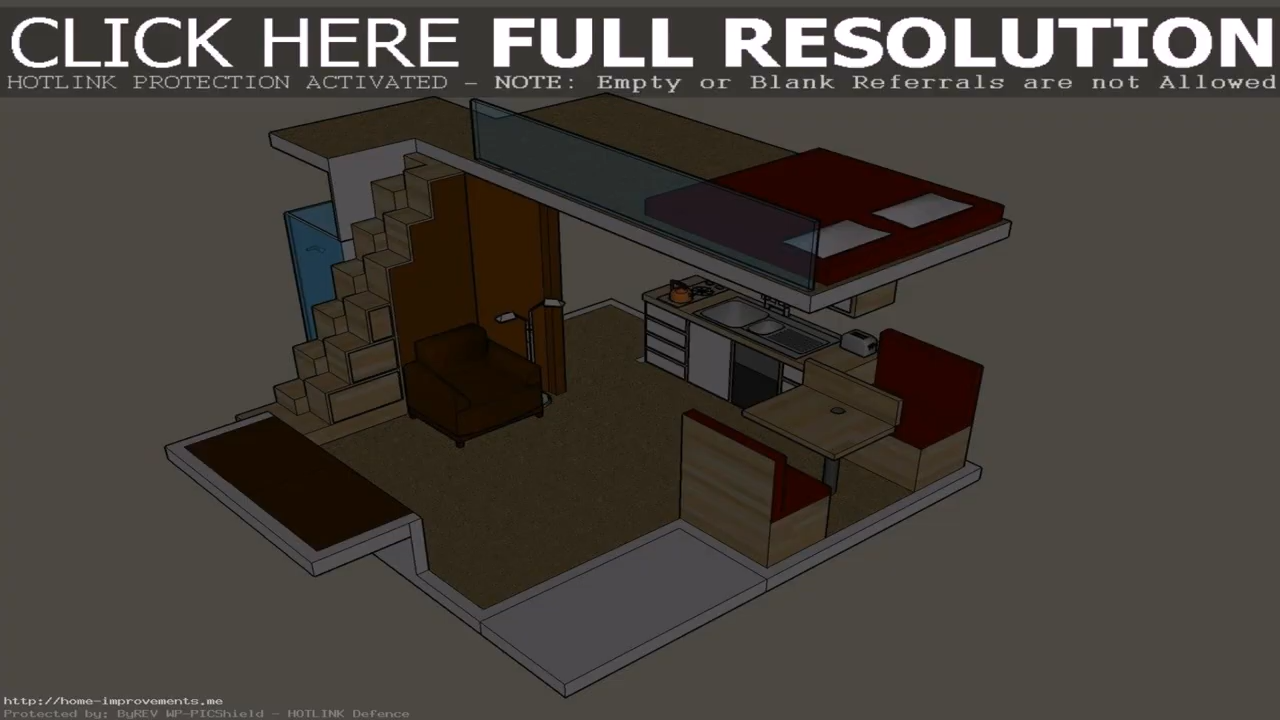 CLICK HERE FULL RESOLUTION
HOTLINK PROTECTION ACTIVATED - NOTE: Empty or Blank Referrals are not Allowed
http://home-improvements.me
Protected by: ByREV WP-PICShield - HOTLINK Defence